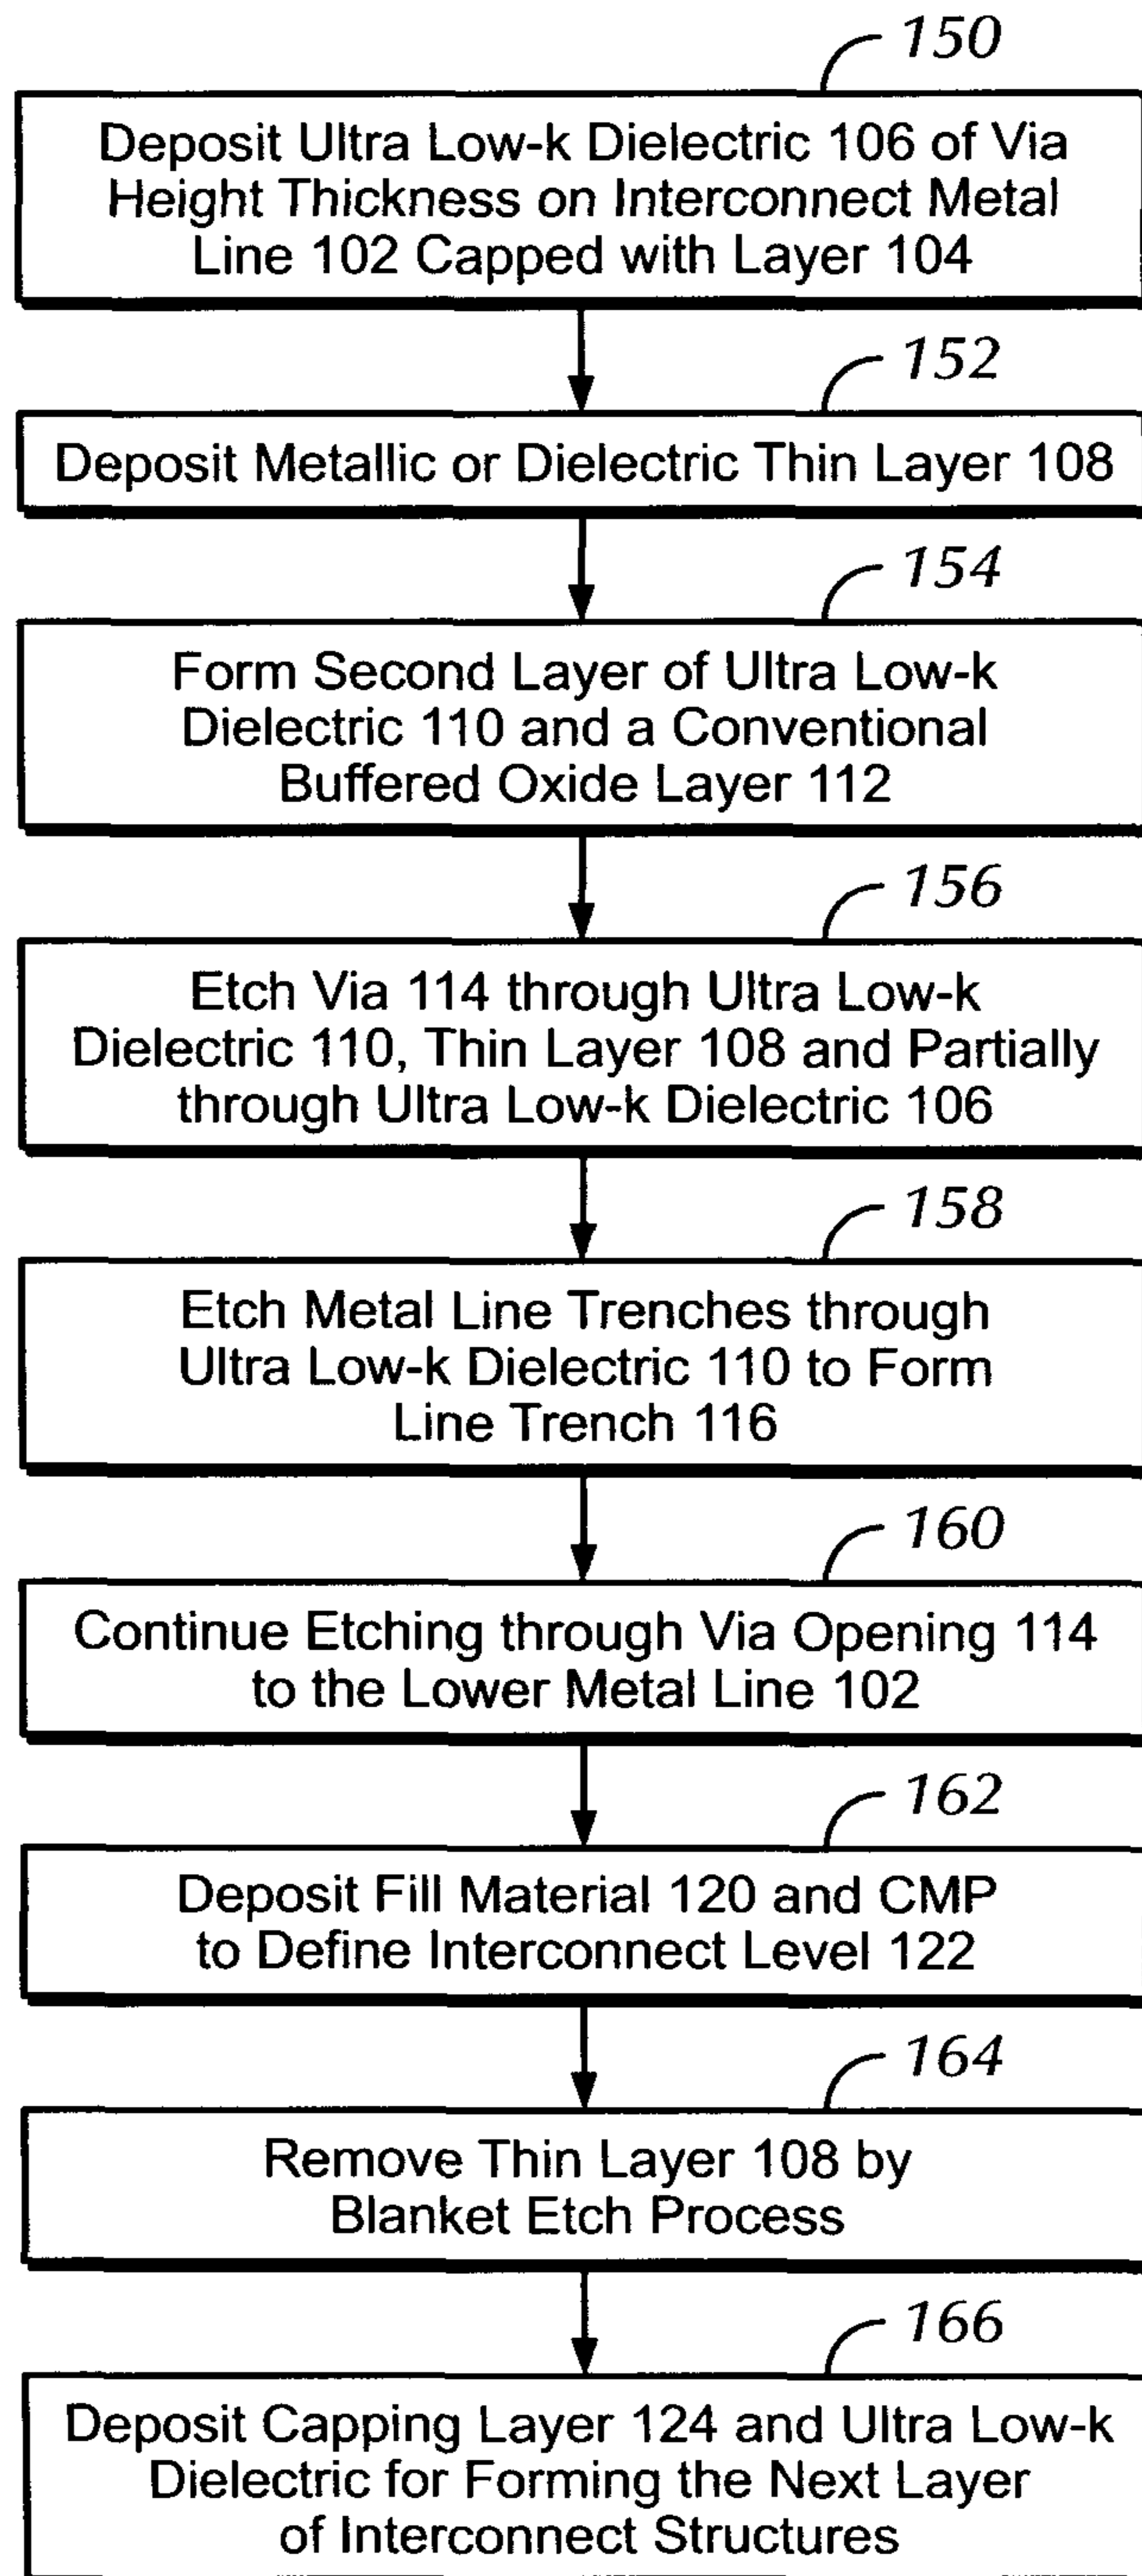 150
Deposit Ultra Low-k Dielectric 106 of Via
Height Thickness on Interconnect Metal
Line 102 Capped with Layer 104
152
Deposit Metallic or Dielectric Thin Layer 108
154
Form Second Layer of Ultra Low-k
Dielectric 110 and a Conventional
Buffered Oxide Layer 112
156
Etch Via 114 through Ultra Low-k
Dielectric 110, Thin Layer 108 and Partially
through Ultra Low-k Dielectric 106
158
Etch Metal Line Trenches through
Ultra Low-k Dielectric 110 to Form
Line Trench 116
160
Continue Etching through Via Opening 114
to the Lower Metal Line 102
162
Deposit Fill Material 120 and CMP
to Define Interconnect Level 122
164
Remove Thin Layer 108 by
Blanket Etch Process
166
Deposit Capping Layer 124 and Ultra Low-k
Dielectric for Forming the Next Layer
of Interconnect Structures